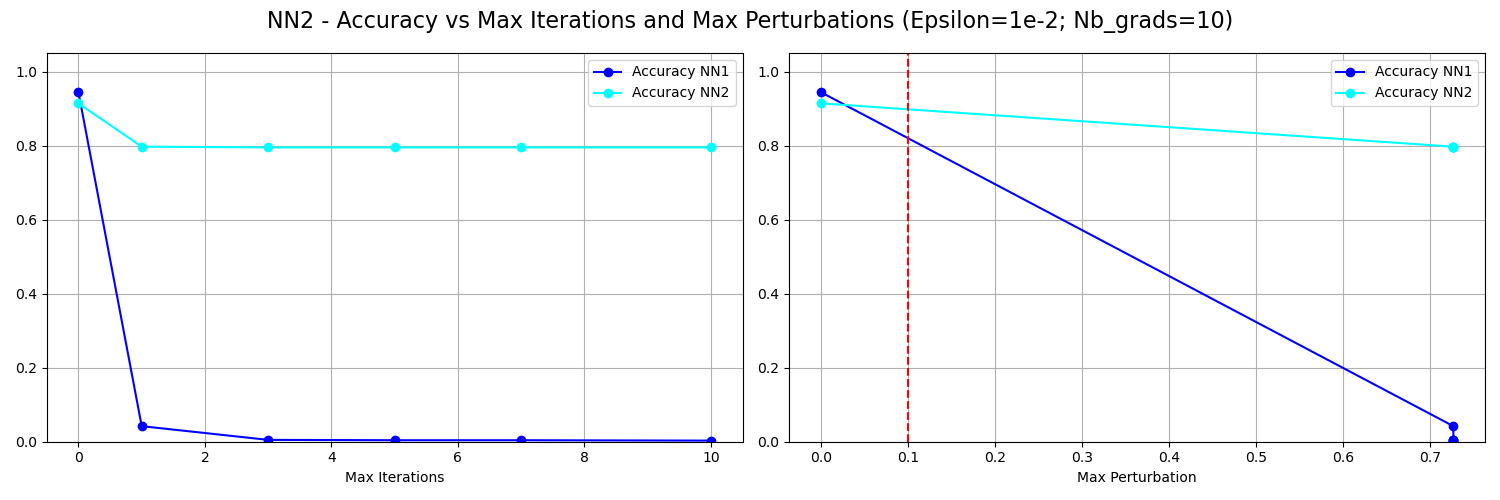 NN2 - Accuracy vs Max Iterations and Max Perturbations (Epsilon=1e-2; Nb_grads=10)
Accuracy NN1
Accuracy NN2
1.0
0.8
0.6
0.4
0.2
0.0
0 2 4 6 8 10
Max Iterations
Accuracy NN1
Accuracy NN2
1.0
0.8
0.6
0.4
0.2
0.0
0.0 0.1 0.2 0.3 0.4 0.5 0.6 0.7
Max Perturbation